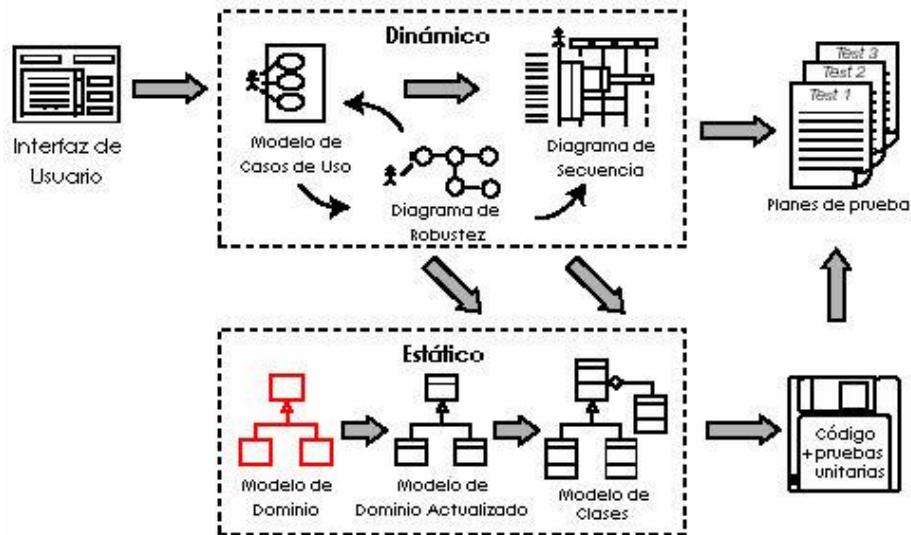 Dinámico
Interfaz de
Usuario
Modelo de
Casos de Uso
Diagrama de
Robustez
Diagrama de
Secuencia
Test 3
Test 2
Test 1
Planes de prueba
Estático
Modelo de
Dominio
Modelo de
Dominio Actualizado
Modelo de
Clases
Código
+pruebas
unitarias